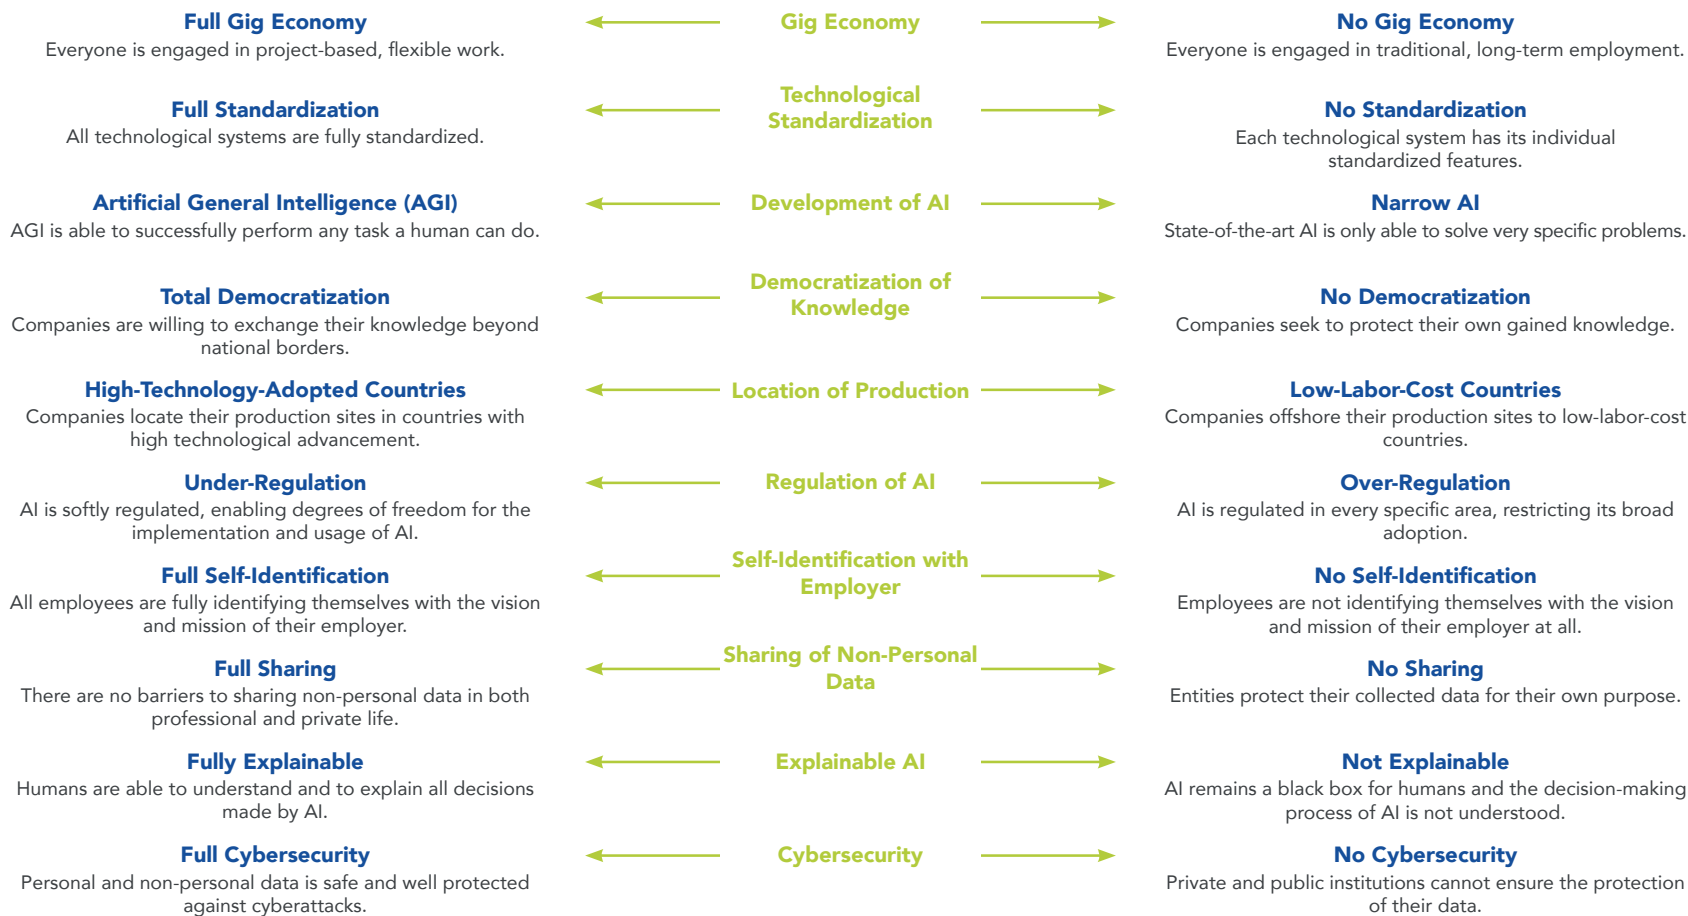 Full Gig Economy
Everyone is engaged in project-based, flexible work.
Gig Economy
No Gig Economy
Everyone is engaged in traditional, long-term employment.
Full Standardization
All technological systems are fully standardized.
Technological
Standardization
No Standardization
Each technological system has its individual
standardized features.
Artificial General Intelligence (AGI)
AGI is able to successfully perform any task a human can do.
Development of AI
Narrow AI
State-of-the-art AI is only able to solve very specific problems.
Total Democratization
Companies are willing to exchange their knowledge beyond
national borders.
Democratization of
Knowledge
No Democratization
Companies seek to protect their own gained knowledge.
High-Technology-Adopted Countries
Companies locate their production sites in countries with
high technological advancement.
Location of Production
Low-Labor-Cost Countries
Companies offshore their production sites to low-labor-cost
countries.
Under-Regulation
AI is softly regulated, enabling degrees of freedom for the
implementation and usage of AI.
Regulation of AI
Over-Regulation
AI is regulated in every specific area, restricting its broad
adoption.
Full Self-Identification
All employees are fully identifying themselves with the vision
and mission of their employer.
Self-Identification with
Employer
No Self-Identification
Employees are not identifying themselves with the vision
and mission of their employer at all.
Full Sharing
There are no barriers to sharing non-personal data in both
professional and private life.
Sharing of Non-Personal
Data
No Sharing
Entities protect their collected data for their own purpose.
Fully Explainable
Humans are able to understand and to explain all decisions
made by AI.
Explainable AI
Not Explainable
AI remains a black box for humans and the decision-making
process of AI is not understood.
Full Cybersecurity
Personal and non-personal data is safe and well protected
against cyberattacks.
Cybersecurity
No Cybersecurity
Private and public institutions cannot ensure the protection
of their data.